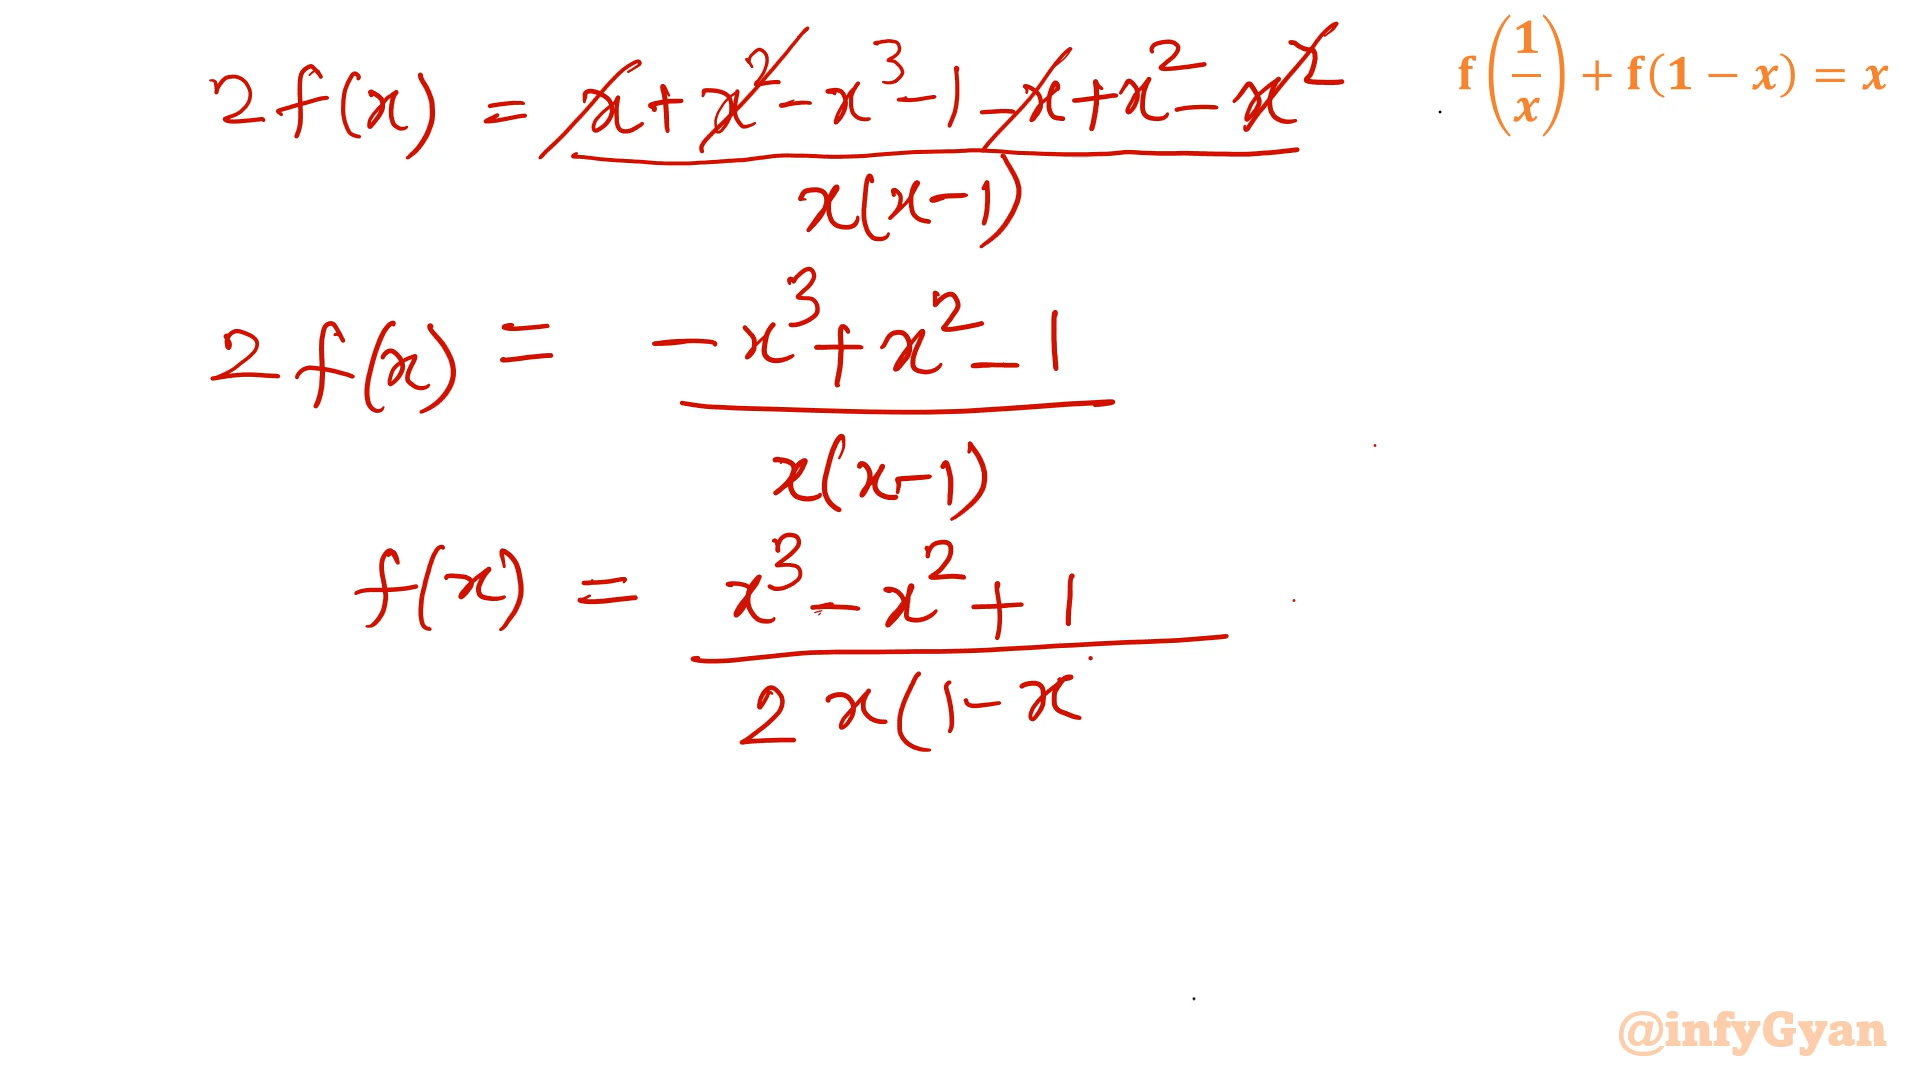 2f(x) = x + x² - x³ - 1 - x + x² - x²
x(x-1)
f(1/x) + f(1 - x) = x
2f(x) = -x³ + x² - 1
x(x-1)
f(x) = x³ - x² + 1
2x(1-x
@infyGyan